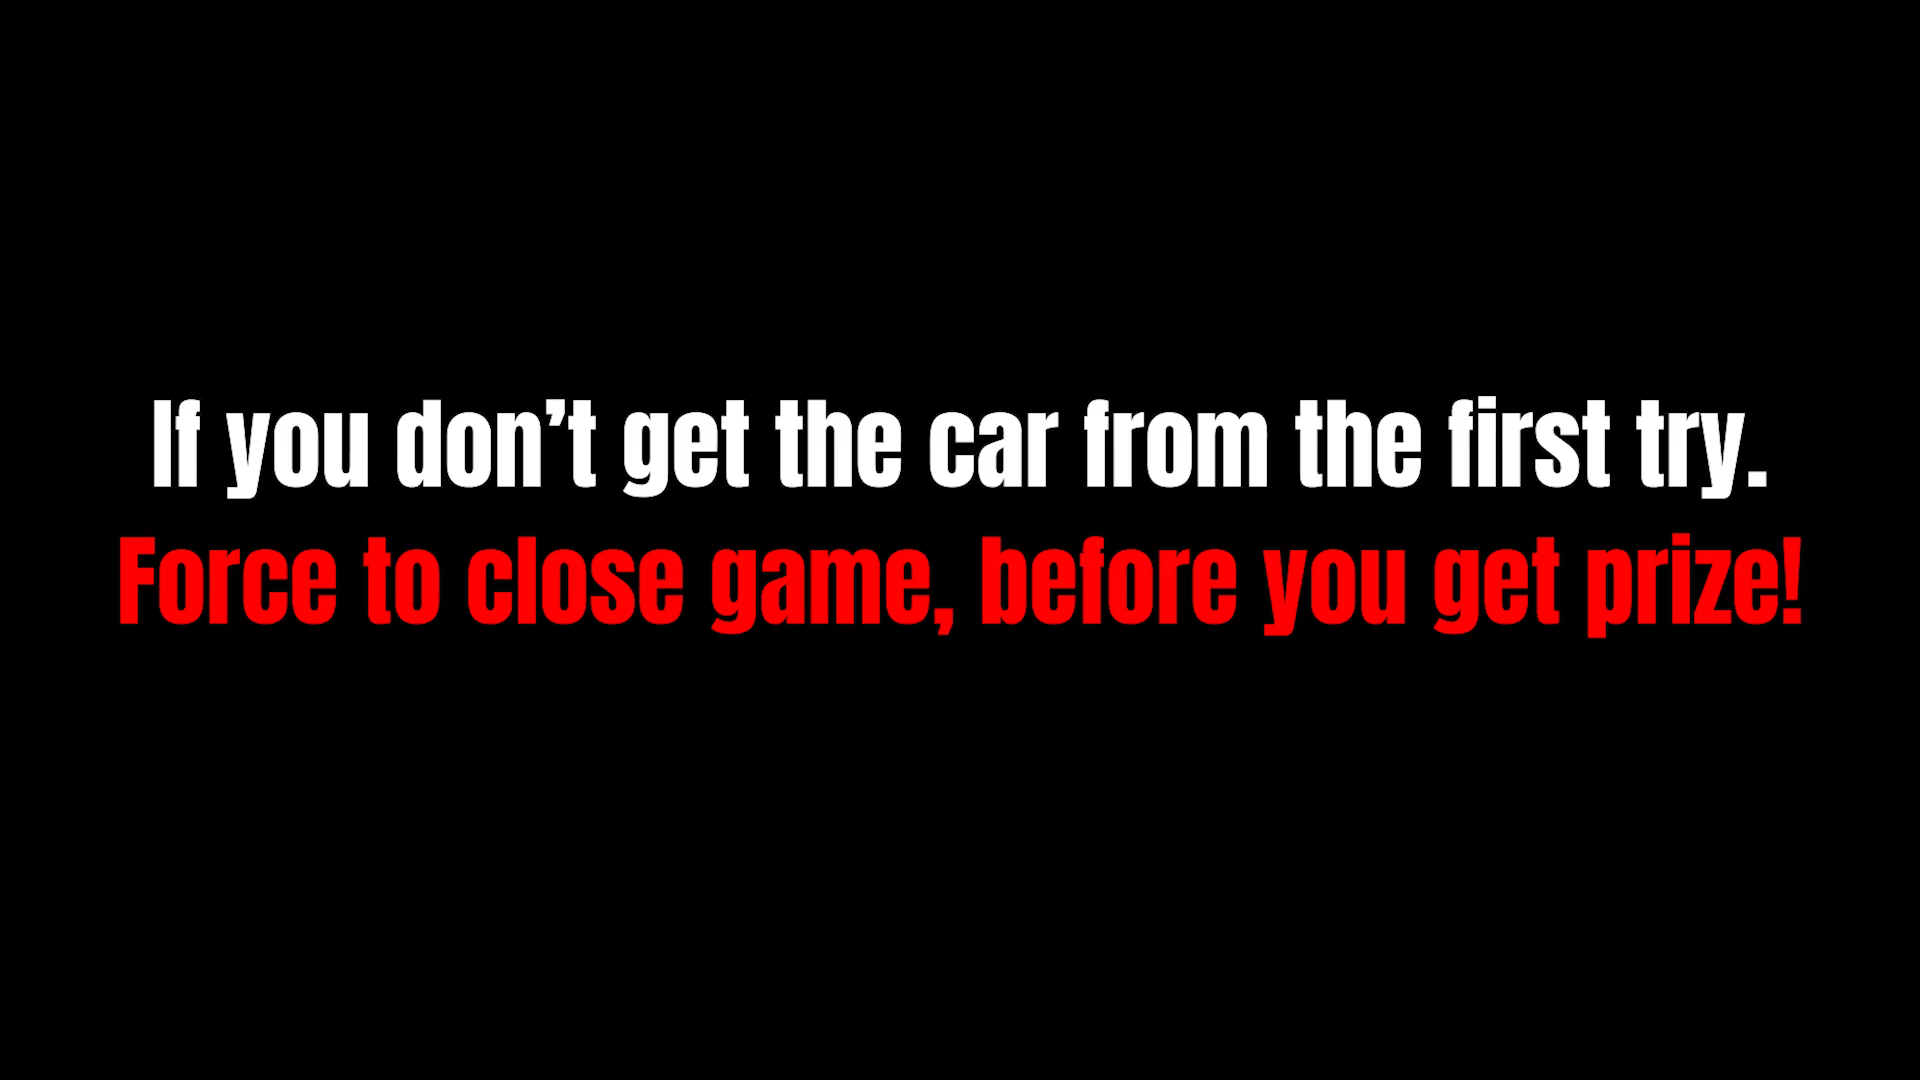 If you don’t get the car from the first try.
Force to close game, before you get prize!